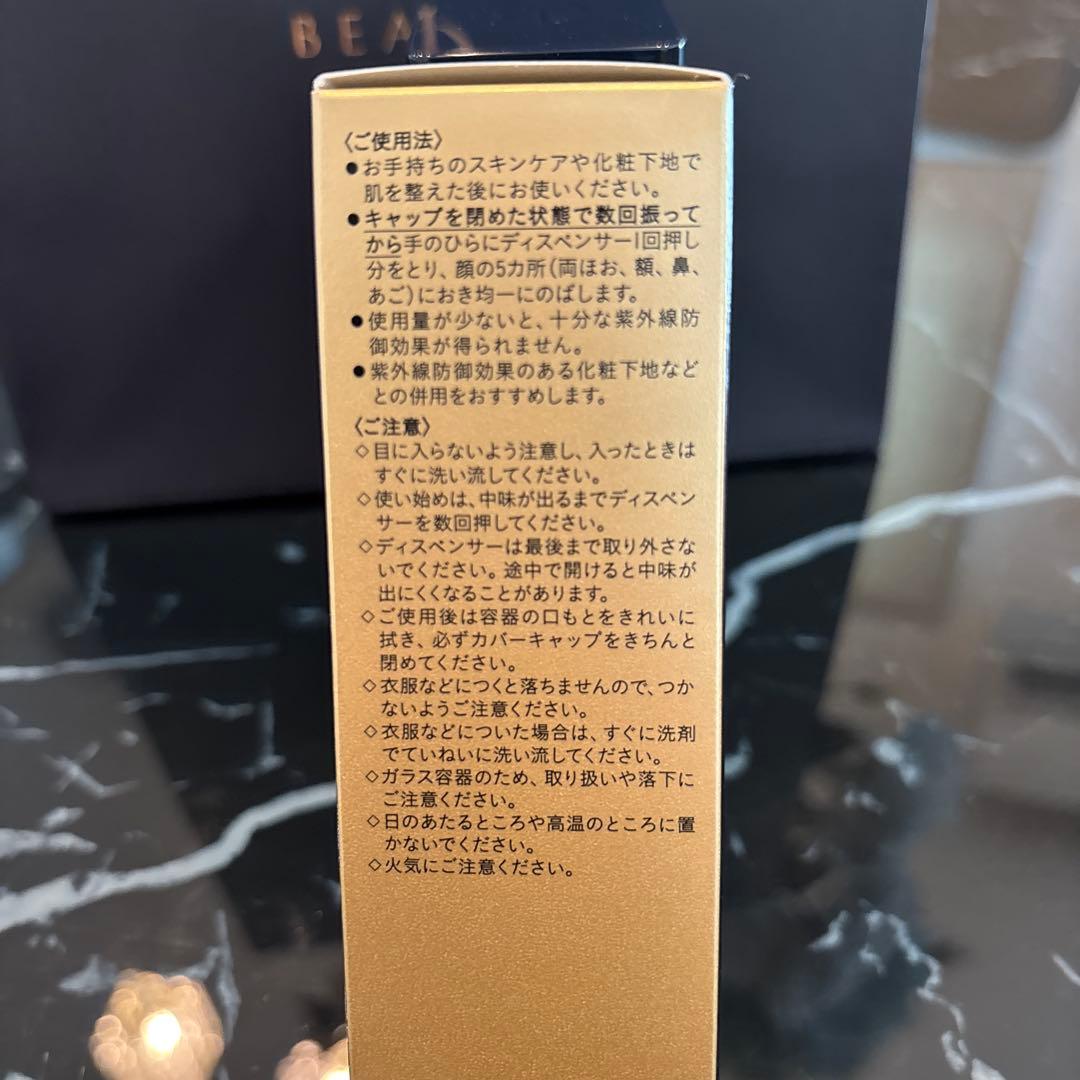 BEA
〈ご使用法〉
●お手持ちのスキンケアや化粧下地で
肌を整えた後にお使いください。
●キャップを閉めた状態で数回振って
から手のひらにディスペンサー1回押し
分をとり、顔の5カ所(両ほお、額、鼻、
あご)におき均一にのばします。
●使用量が少ないと、十分な紫外線防
御効果が得られません。
●紫外線防御効果のある化粧下地など
との併用をおすすめします。
〈ご注意〉
◇目に入らないよう注意し、入ったときは
すぐに洗い流してください。
◇使い始めは、中味が出るまでディスペン
サーを数回押してください。
◇ディスペンサーは最後まで取り外さな
いでください。途中で開けると中味が
出にくくなることがあります。
◇ご使用後は容器の口もとをきれいに
拭き、必ずカバーキャップをきちんと
閉めてください。
◇衣服などにつくと落ちませんので、つか
ないようご注意ください。
◇衣服などについた場合は、すぐに洗剤
でていねいに洗い流してください。
◇ガラス容器のため、取り扱いや落下に
ご注意ください。
◇日のあたるところや高温のところに置
かないでください。
◇火気にご注意ください。